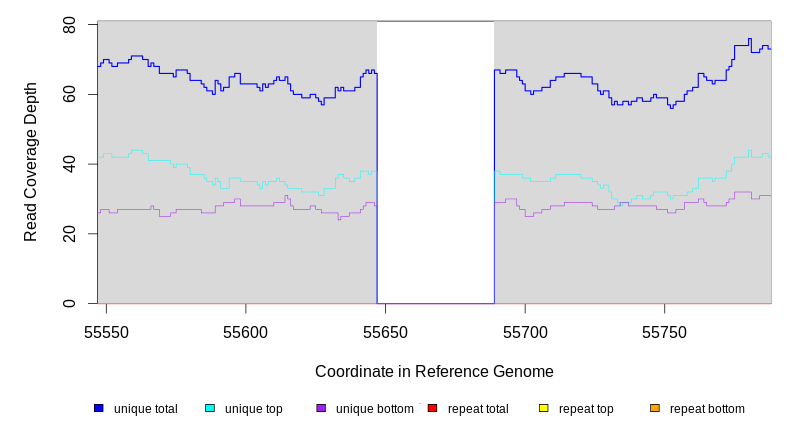 Read Coverage Depth
80
60
40
20
0
55550 55600 55650 55700 55750
Coordinate in Reference Genome
unique total unique top unique bottom repeat total repeat top repeat bottom